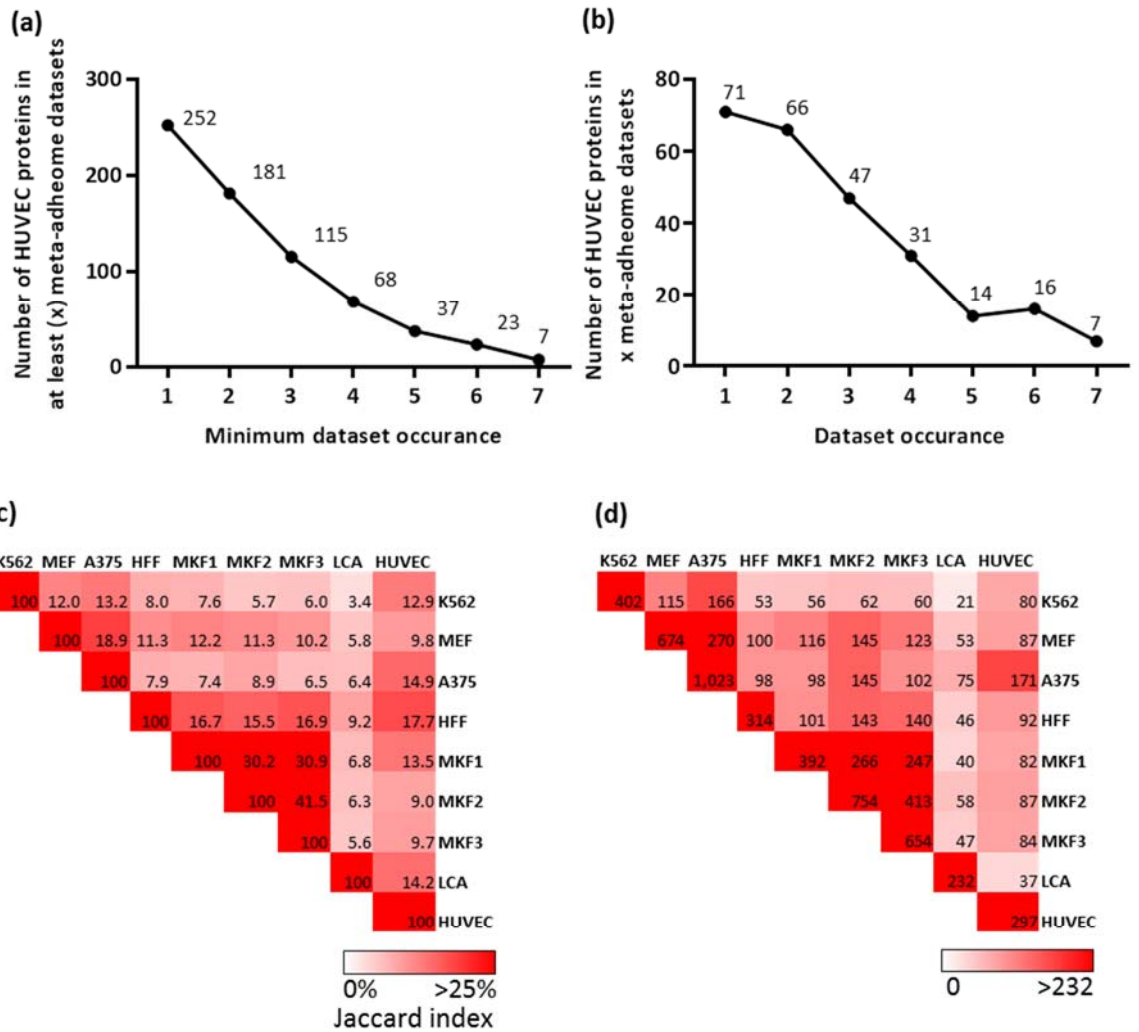 (a)
Number of HUVEC proteins in
at least (x) meta-adheome datasets
300
200
100
0
252
181
115
68
37
23
7
1 2 3 4 5 6 7
Minimum dataset occurance
(b)
Number of HUVEC proteins in
x meta-adheome datasets
80
60
40
20
0
71
66
47
31
14
16
7
1 2 3 4 5 6 7
Dataset occurance
c)
K562 MEF A375 HFF MKF1 MKF2 MKF3 LCA HUVEC
100 12.0 13.2 8.0 7.6 5.7 6.0 3.4 12.9 K562
100 18.9 11.3 12.2 11.3 10.2 5.8 9.8 MEF
100 7.9 7.4 8.9 6.5 6.4 14.9 A375
100 16.7 15.5 16.9 9.2 17.7 HFF
100 30.2 30.9 6.8 13.5 MKF1
100 41.5 6.3 9.0 MKF2
100 5.6 9.7 MKF3
100 14.2 LCA
100 HUVEC
0% >25%
Jaccard index
(d)
K562 MEF A375 HFF MKF1 MKF2 MKF3 LCA HUVEC
402 115 166 53 56 62 60 21 80 K562
674 270 100 116 145 123 53 87 MEF
1,023 98 98 145 102 75 171 A375
314 101 143 140 46 92 HFF
392 266 247 40 82 MKF1
754 413 58 87 MKF2
654 47 84 MKF3
232 37 LCA
297 HUVEC
0 >232